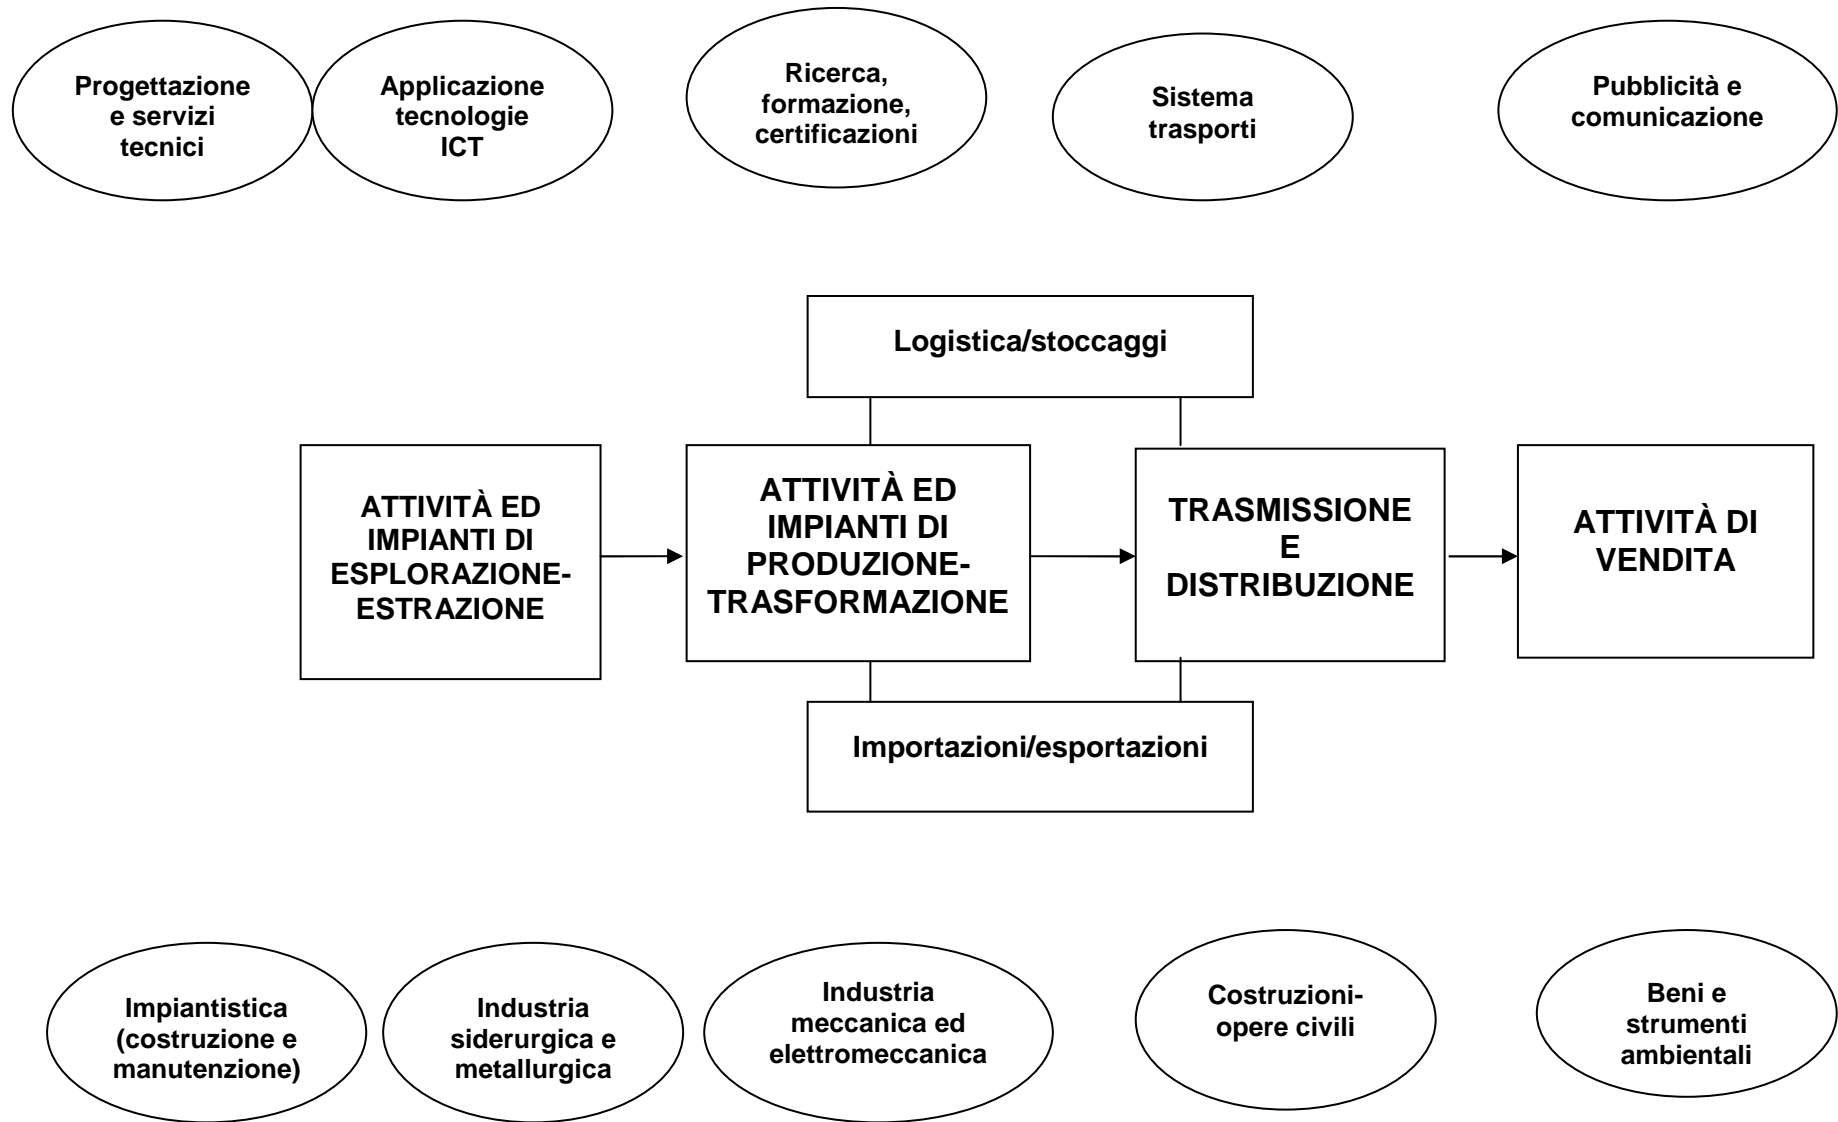 Progettazione
e servizi
tecnici
Applicazione
tecnologie
ICT
Ricerca,
formazione,
certificazioni
Sistema
trasporti
Pubblicità e
comunicazione
Logistica/stoccaggi
ATTIVITÀ ED
IMPIANTI DI
ESPLORAZIONE-
ESTRAZIONE
ATTIVITÀ ED
IMPIANTI DI
PRODUZIONE-
TRASFORMAZIONE
TRASMISSIONE
E
DISTRIBUZIONE
ATTIVITÀ DI
VENDITA
Importazioni/esportazioni
Impiantistica
(costruzione e
manutenzione)
Industria
siderurgica e
metallurgica
Industria
meccanica ed
elettromeccanica
Costruzioni-
opere civili
Beni e
strumenti
ambientali